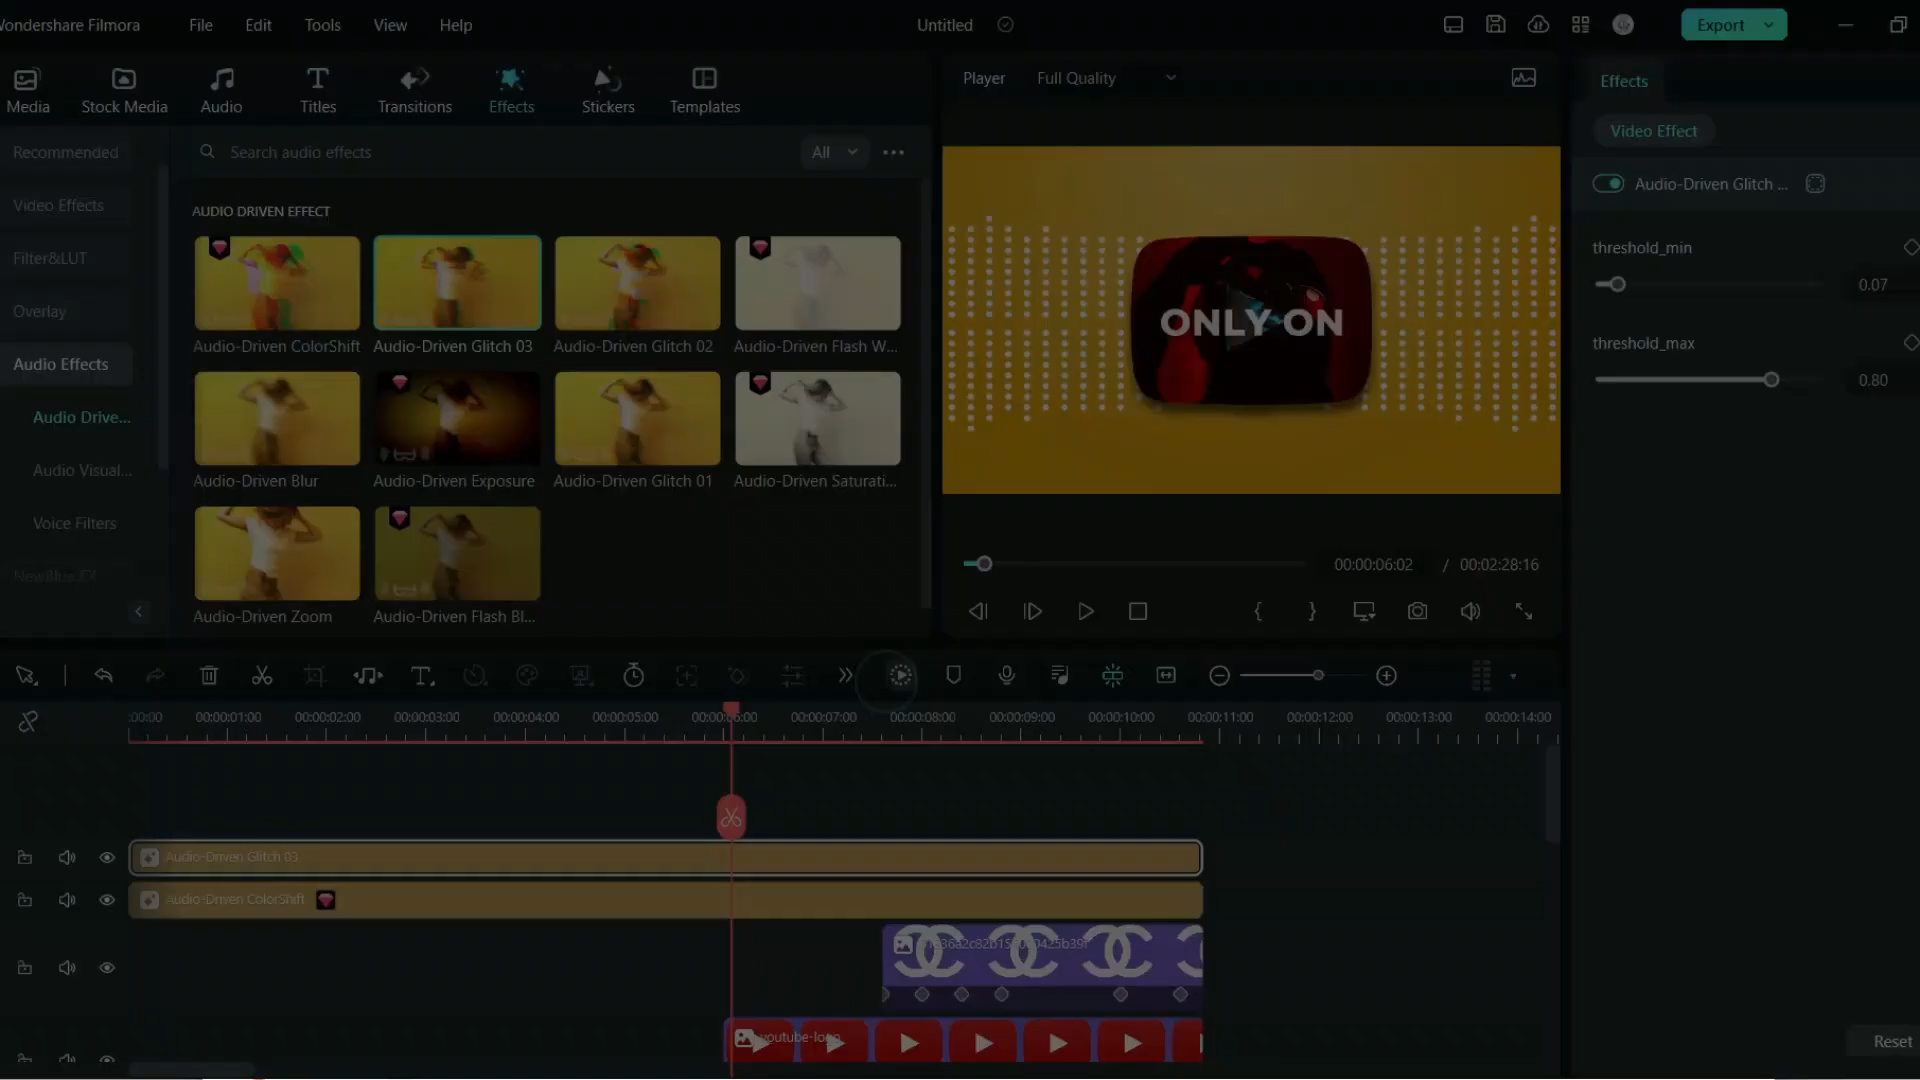 Wondershare Filmora
File
Edit
Tools
View
Help
Untitled
Export
Media
Stock Media
Audio
Titles
Transitions
Effects
Stickers
Templates
Player
Full Quality
Effects
Video Effect
Recommended
Video Effects
Filter&LUT
Overlay
Audio Effects
Audio Drive...
Audio Visual...
Voice Filters
Search audio effects
All
AUDIO DRIVEN EFFECT
Audio-Driven ColorShift
Audio-Driven Glitch 03
Audio-Driven Glitch 02
Audio-Driven Flash W...
Audio-Driven Blur
Audio-Driven Exposure
Audio-Driven Glitch 01
Audio-Driven Saturati...
Audio-Driven Zoom
Audio-Driven Flash Bl...
ONLY ON
00:00:06:02 / 00:02:28:16
Audio-Driven Glitch ...
threshold_min
0.07
threshold_max
0.80
:00:00
00:00:01:00
00:00:02:00
00:00:03:00
00:00:04:00
00:00:05:00
00:00:06:00
00:00:07:00
00:00:08:00
00:00:09:00
00:00:10:00
00:00:11:00
00:00:12:00
00:00:13:00
00:00:14:00
Audio-Driven Glitch 03
Audio-Driven ColorShift
youtube-logo
Reset